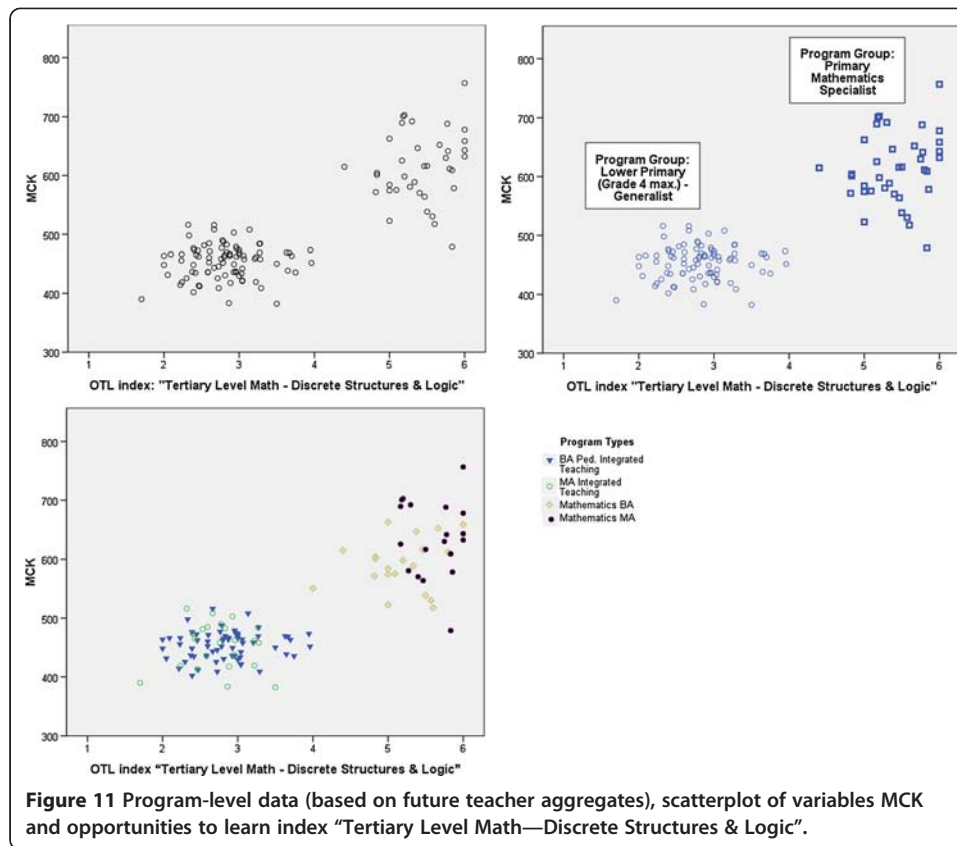 800
700
600
500
400
300
MCK
1 2 3 4 5 6
OTL index: "Tertiary Level Math - Discrete Structures & Logic"
800
700
600
500
400
300
MCK
Program Group:
Primary
Mathematics
Specialist
Program Group:
Lower Primary
(Grade 4 max.) -
Generalist
1 2 3 4 5 6
OTL index "Tertiary Level Math - Discrete Structures & Logic"
800
700
600
500
400
300
MCK
1 2 3 4 5 6
OTL index “Tertiary Level Math - Discrete Structures & Logic”
Program Types
BA Ped. Integrated
Teaching
MA Integrated
Teaching
Mathematics BA
Mathematics MA
Figure 11 Program-level data (based on future teacher aggregates), scatterplot of variables MCK
and opportunities to learn index “Tertiary Level Math—Discrete Structures & Logic”.